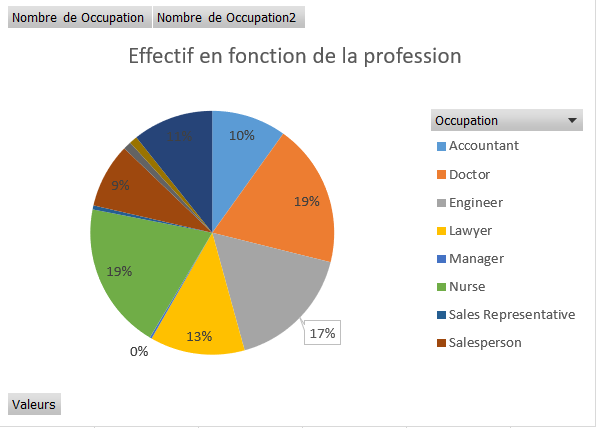 Nombre de Occupation
Nombre de Occupation2
Effectif en fonction de la profession
10%
19%
17%
13%
0%
19%
9%
Occupation
Accountant
Doctor
Engineer
Lawyer
Manager
Nurse
Sales Representative
Salesperson
Valeurs